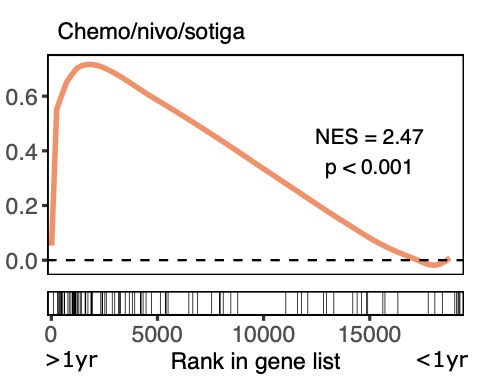 Chemo/nivo/sotiga
0.6
0.4
0.2
0.0
NES = 2.47
p < 0.001
0 5000 10000 15000
>1yr Rank in gene list <1yr